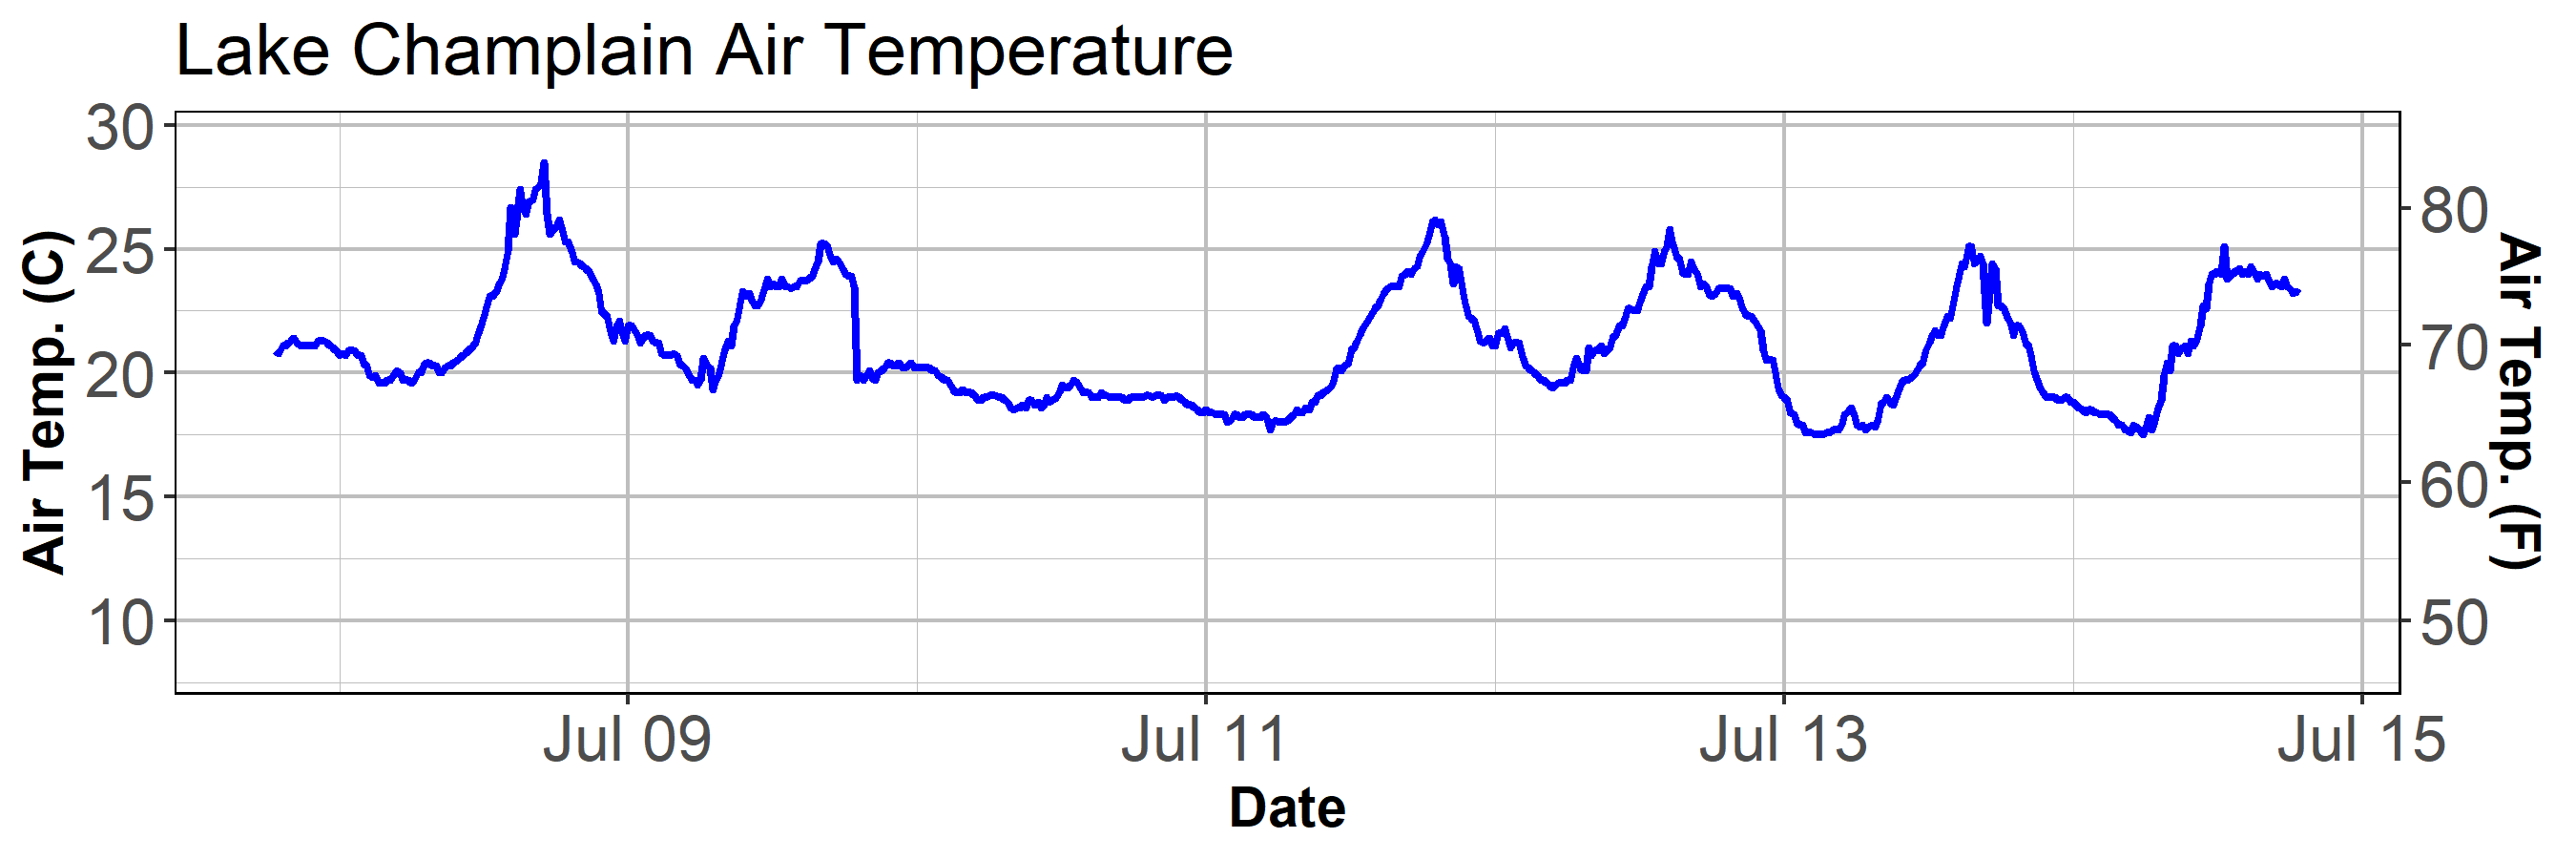 Lake Champlain Air Temperature
Air Temp. (C)
30
25
20
15
10
80
70
60
50
Air Temp. (F)
Jul 09 Jul 11 Jul 13 Jul 15
Date